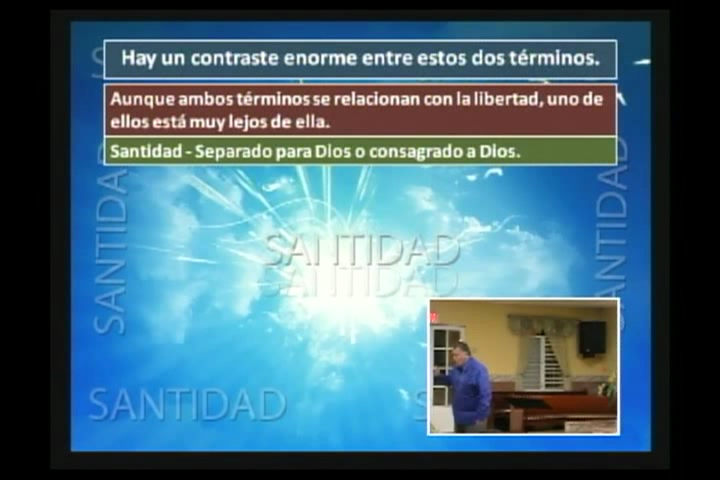 Hay un contraste enorme entre estos dos términos.
Aunque ambos términos se relacionan con la libertad, uno de
ellos está muy lejos de ella.
Santidad - Separado para Dios o consagrado a Dios.
SANTIDAD
SANTIDAD
SANTIDAD
SANTIDAD
SANTIDAD